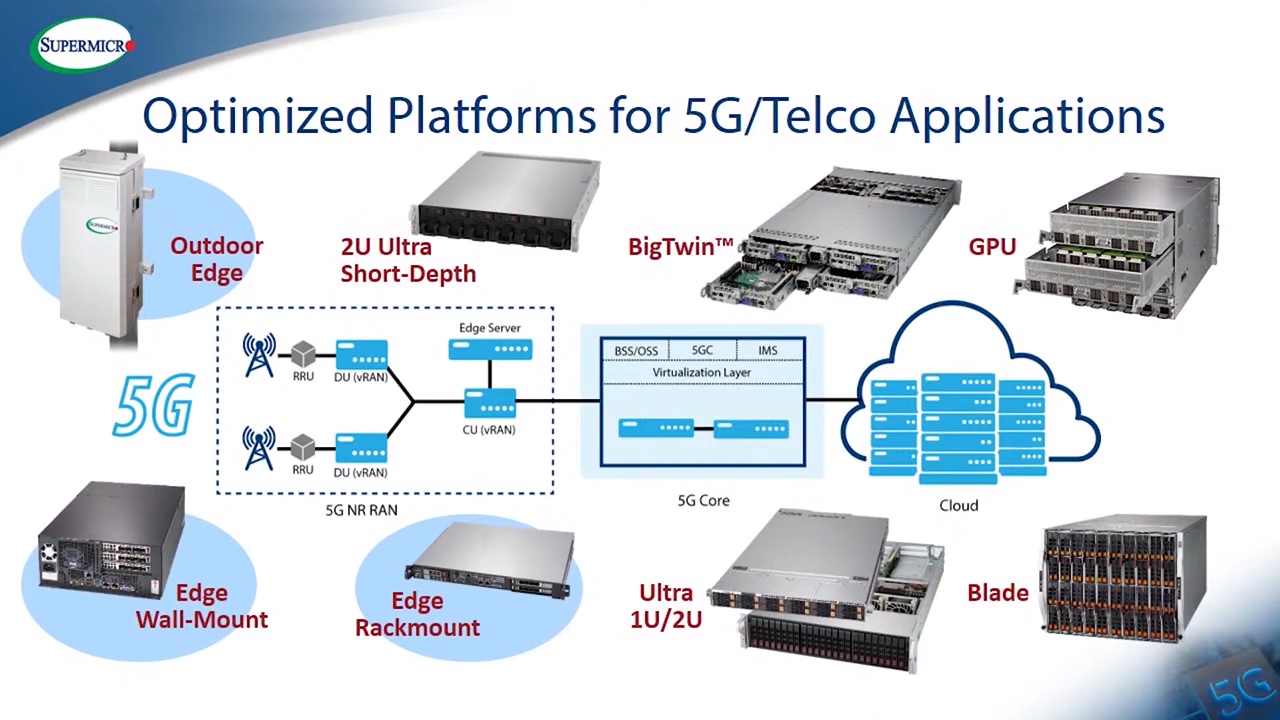 SUPERMICRO
Optimized Platforms for 5G/Telco Applications
SUPERMICRO
Outdoor
Edge
2U Ultra
Short-Depth
BigTwin™
GPU
5G
RRU
DU (vRAN)
Edge Server
CU (vRAN)
RRU
DU (vRAN)
5G NR RAN
BSS/OSS
5GC
IMS
Virtualization Layer
5G Core
Cloud
Edge
Wall-Mount
Edge
Rackmount
Ultra
1U/2U
Blade
5G